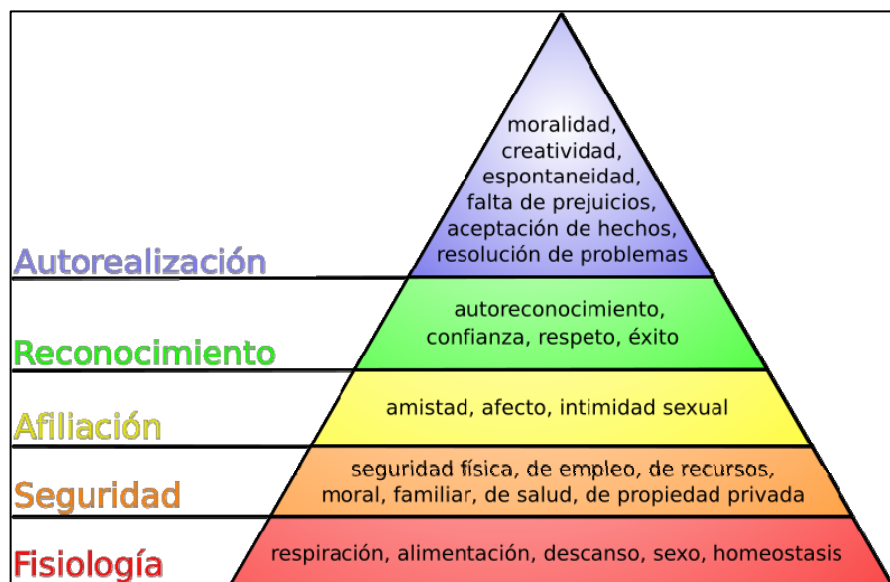 moralidad,
creatividad,
espontaneidad,
falta de prejuicios,
aceptación de hechos,
resolución de problemas
Autorealización
autoreconocimiento,
confianza, respeto, éxito
Reconocimiento
amistad, afecto, intimidad sexual
Afiliación
seguridad física, de empleo, de recursos,
moral, familiar, de salud, de propiedad privada
Seguridad
respiración, alimentación, descanso, sexo, homeostasis
Fisiología